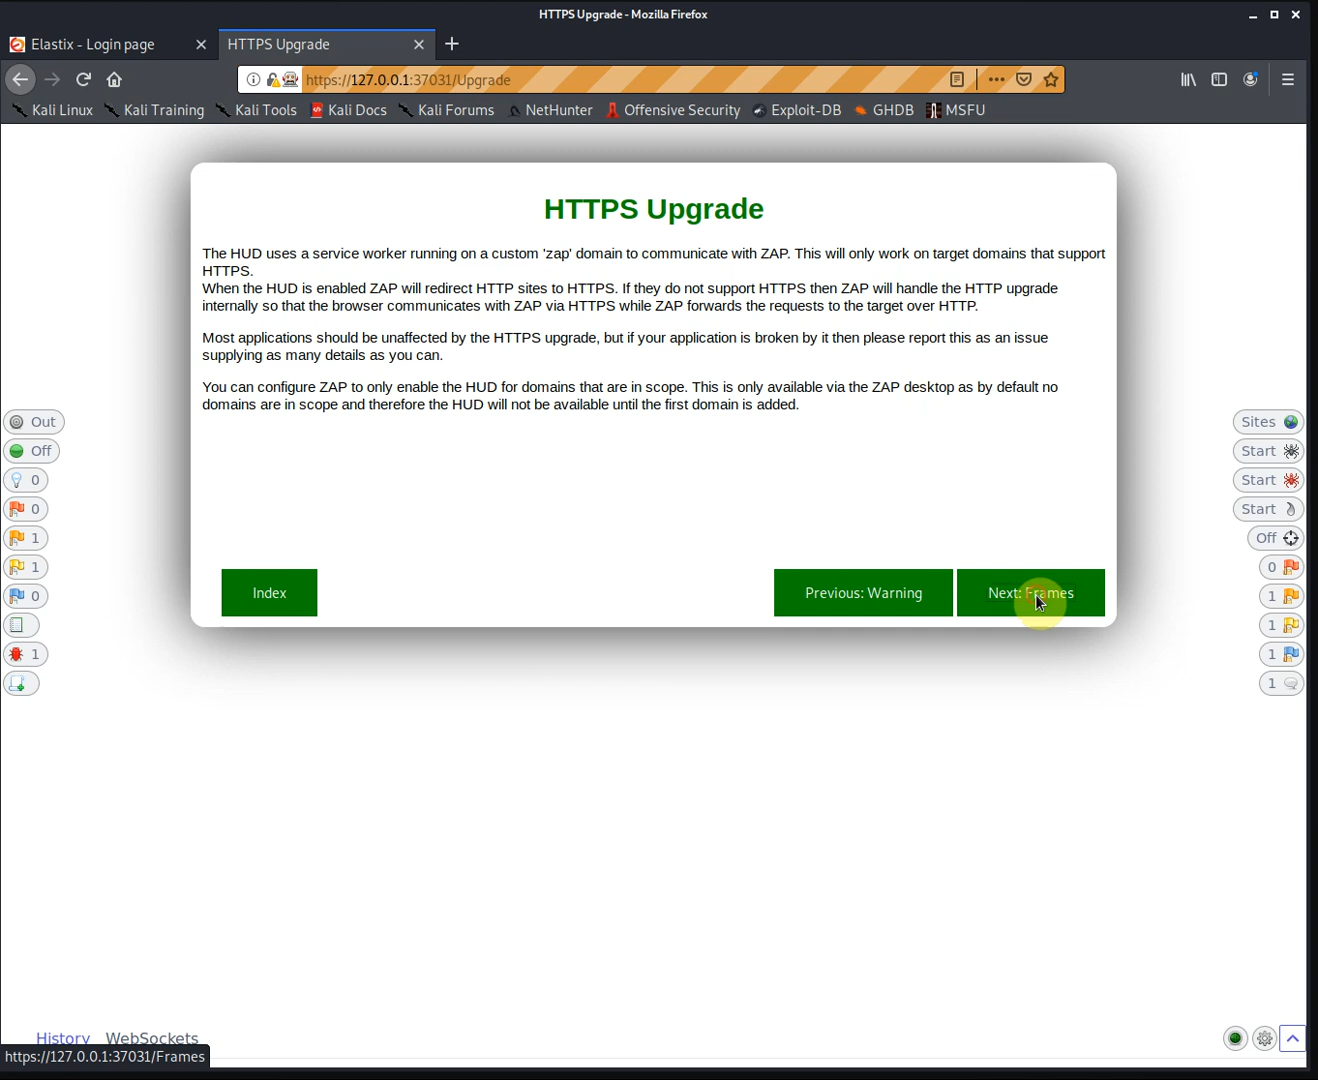 HTTPS Upgrade - Mozilla Firefox
Elastix - Login page
HTTPS Upgrade
https://127.0.0.1:37031/Upgrade
Kali Linux Kali Training Kali Tools Kali Docs Kali Forums NetHunter Offensive Security Exploit-DB GHDB MSFU
HTTPS Upgrade
The HUD uses a service worker running on a custom 'zap' domain to communicate with ZAP. This will only work on target domains that support
HTTPS.
When the HUD is enabled ZAP will redirect HTTP sites to HTTPS. If they do not support HTTPS then ZAP will handle the HTTP upgrade
internally so that the browser communicates with ZAP via HTTPS while ZAP forwards the requests to the target over HTTP.
Most applications should be unaffected by the HTTPS upgrade, but if your application is broken by it then please report this as an issue
supplying as many details as you can.
You can configure ZAP to only enable the HUD for domains that are in scope. This is only available via the ZAP desktop as by default no
domains are in scope and therefore the HUD will not be available until the first domain is added.
Out
Off
0
0
1
1
0
1
Sites
Start
Start
Start
Off
0
1
1
1
1
Index
Previous: Warning
Next: Frames
History WebSockets
https://127.0.0.1:37031/Frames